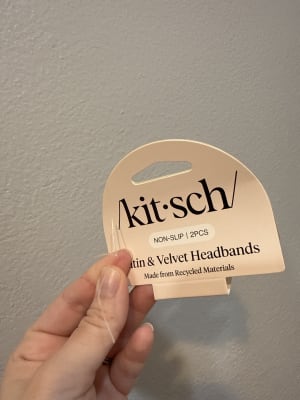 /kit·sch/
NON-SLIP | 2PCS
tin & Velvet Headbands
Made from Recycled Materials